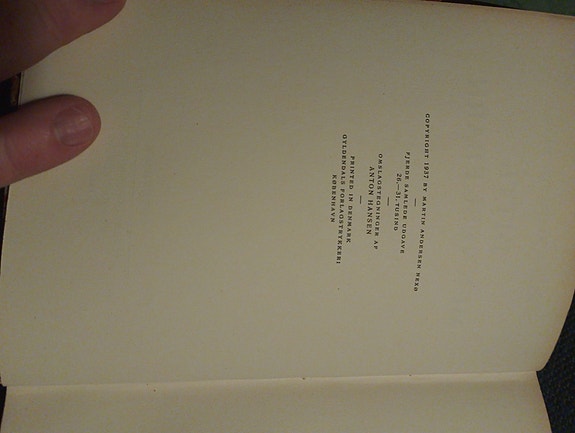 COPYRIGHT 1937 BY MARTIN ANDERSEN NEXØ
—
FJERDE SAMLEDE UDGAVE
26.—31. TUSING
—
OMSLAGSTEGNINGER AF
ANTON HANSEN
—
PRINTED IN DENMARK
GYLDENDALS FORLAGSTRYKKERI
KØBENHAVN